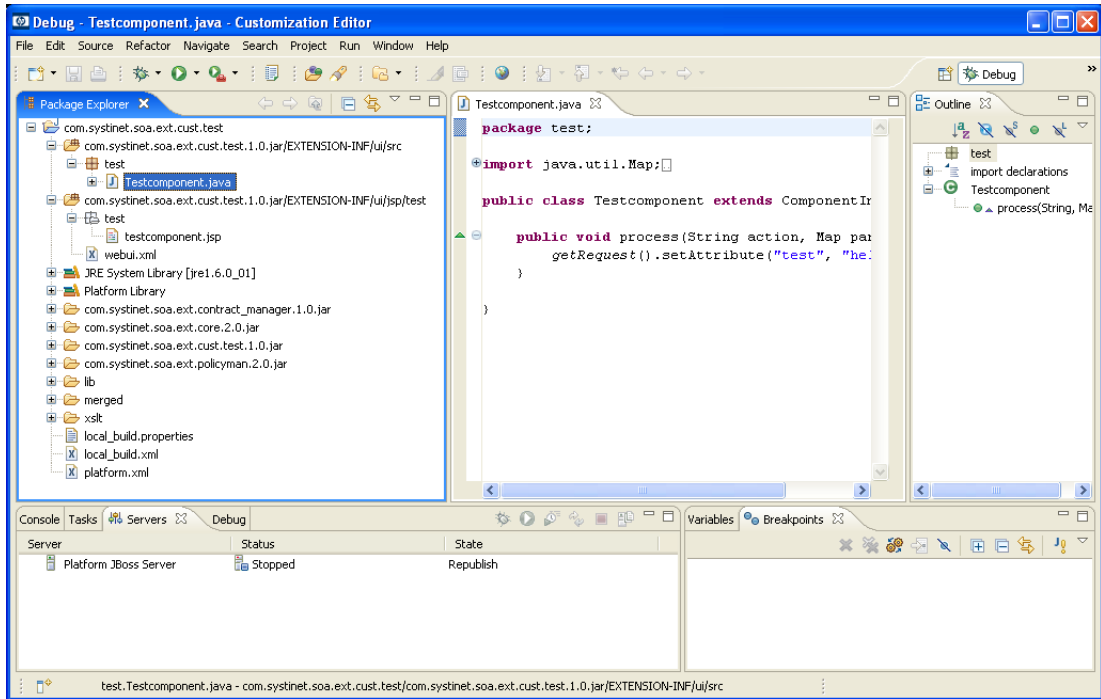 Debug - Testcomponent.java - Customization Editor
File Edit Source Refactor Navigate Search Project Run Window Help
Debug
»
Package Explorer
com.systinet.soa.ext.cust.test
com.systinet.soa.ext.cust.test.1.0.jar/EXTENSION-INF/ui/src
test
Testcomponent.java
com.systinet.soa.ext.cust.test.1.0.jar/EXTENSION-INF/ui/jsp/test
test
testcomponent.jsp
webui.xml
JRE System Library [jre1.6.0_01]
Platform Library
com.systinet.soa.ext.contract_manager.1.0.jar
com.systinet.soa.ext.core.2.0.jar
com.systinet.soa.ext.cust.test.1.0.jar
com.systinet.soa.ext.policyman.2.0.jar
lib
merged
xslt
local_build.properties
local_build.xml
platform.xml
Testcomponent.java
package test;
import java.util.Map;
public class Testcomponent extends ComponentIm
public void process(String action, Map par
getRequest().setAttribute("test", "hel
}
}
Outline
test
import declarations
Testcomponent
process(String, Ma
Console Tasks Servers Debug
Server Status State
Platform JBoss Server Stopped Republish
Variables Breakpoints
test.Testcomponent.java - com.systinet.soa.ext.cust.test/com.systinet.soa.ext.cust.test.1.0.jar/EXTENSION-INF/ui/src